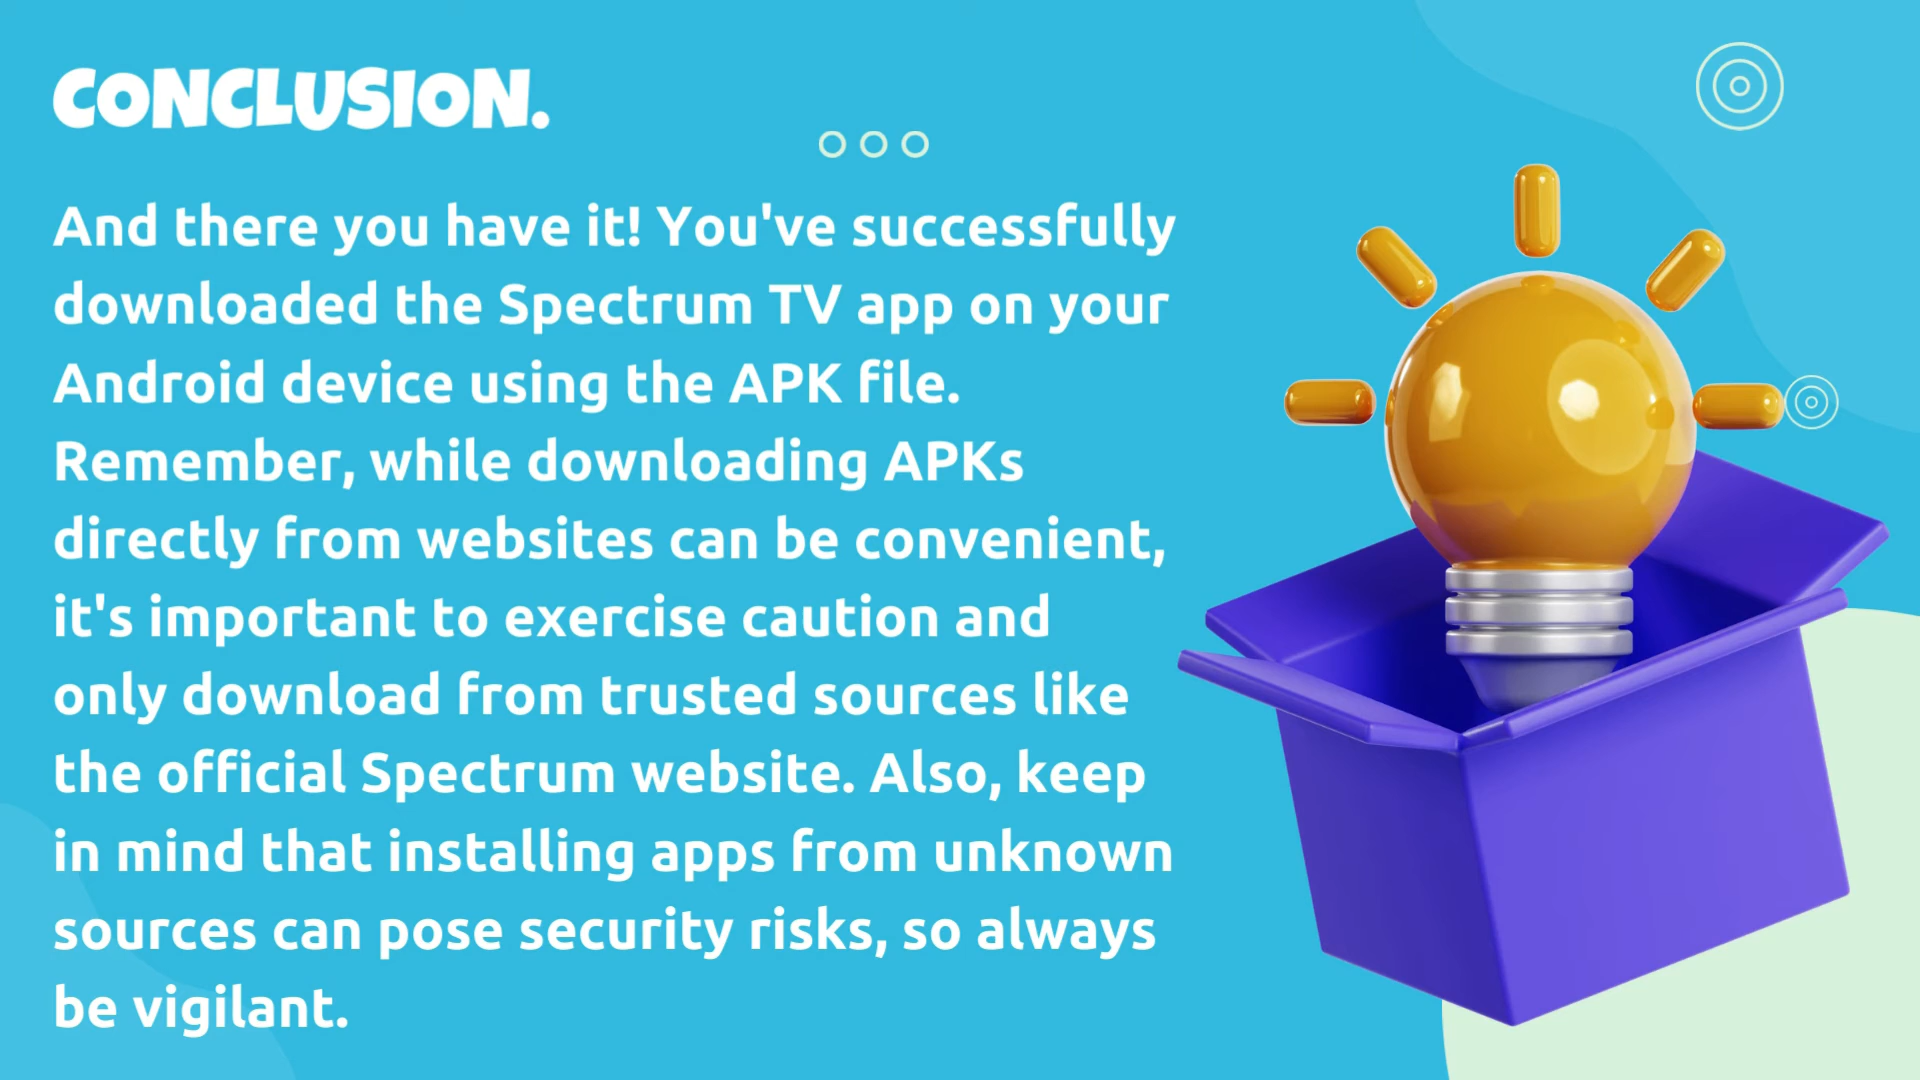 CONCLUSION.
And there you have it! You've successfully
downloaded the Spectrum TV app on your
Android device using the APK file.
Remember, while downloading APKs
directly from websites can be convenient,
it's important to exercise caution and
only download from trusted sources like
the official Spectrum website. Also, keep
in mind that installing apps from unknown
sources can pose security risks, so always
be vigilant.